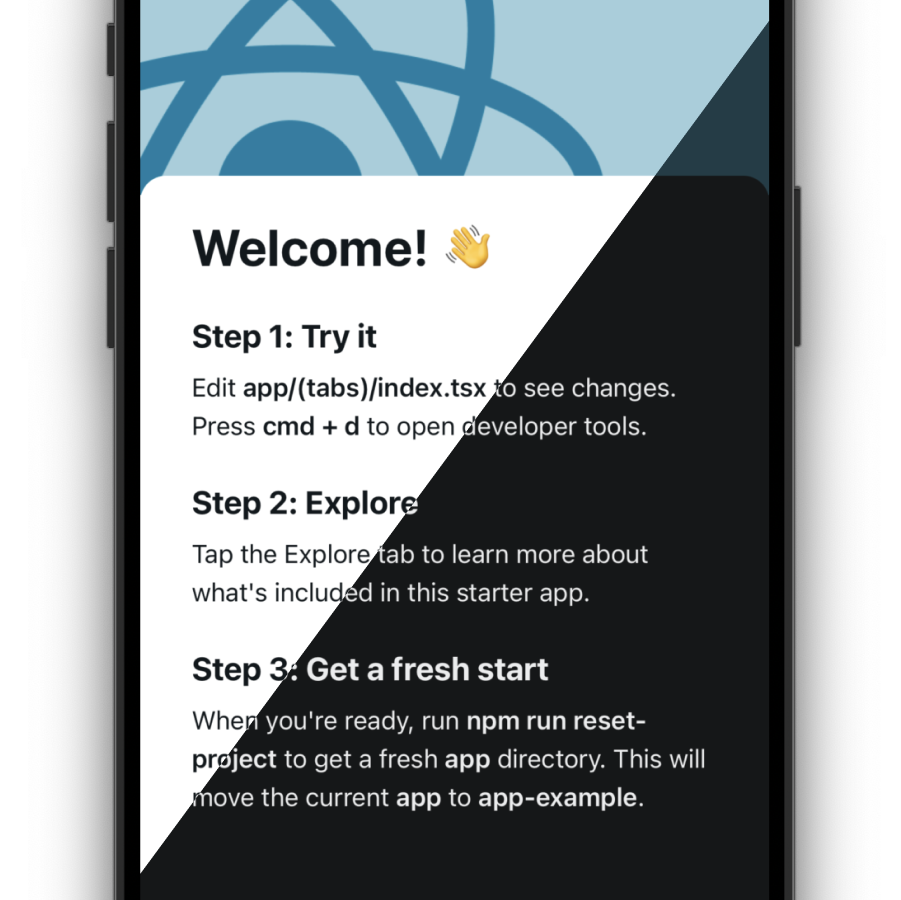 Welcome! 👋
Step 1: Try it
Edit app/(tabs)/index.tsx to see changes.
Press cmd + d to open developer tools.
Step 2: Explore
Tap the Explore tab to learn more about
what's included in this starter app.
Step 3: Get a fresh start
When you're ready, run npm run reset-
project to get a fresh app directory. This will
move the current app to app-example.